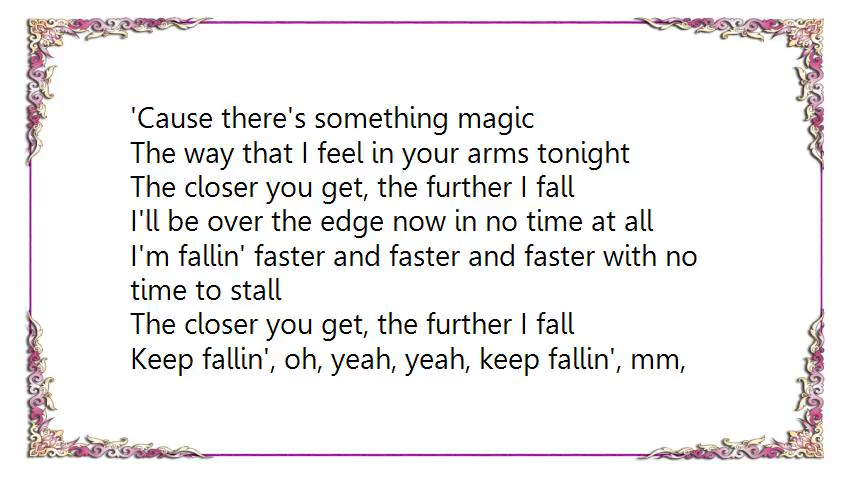 'Cause there's something magic
The way that I feel in your arms tonight
The closer you get, the further I fall
I'll be over the edge now in no time at all
I'm fallin' faster and faster and faster with no
time to stall
The closer you get, the further I fall
Keep fallin', oh, yeah, yeah, keep fallin', mm,